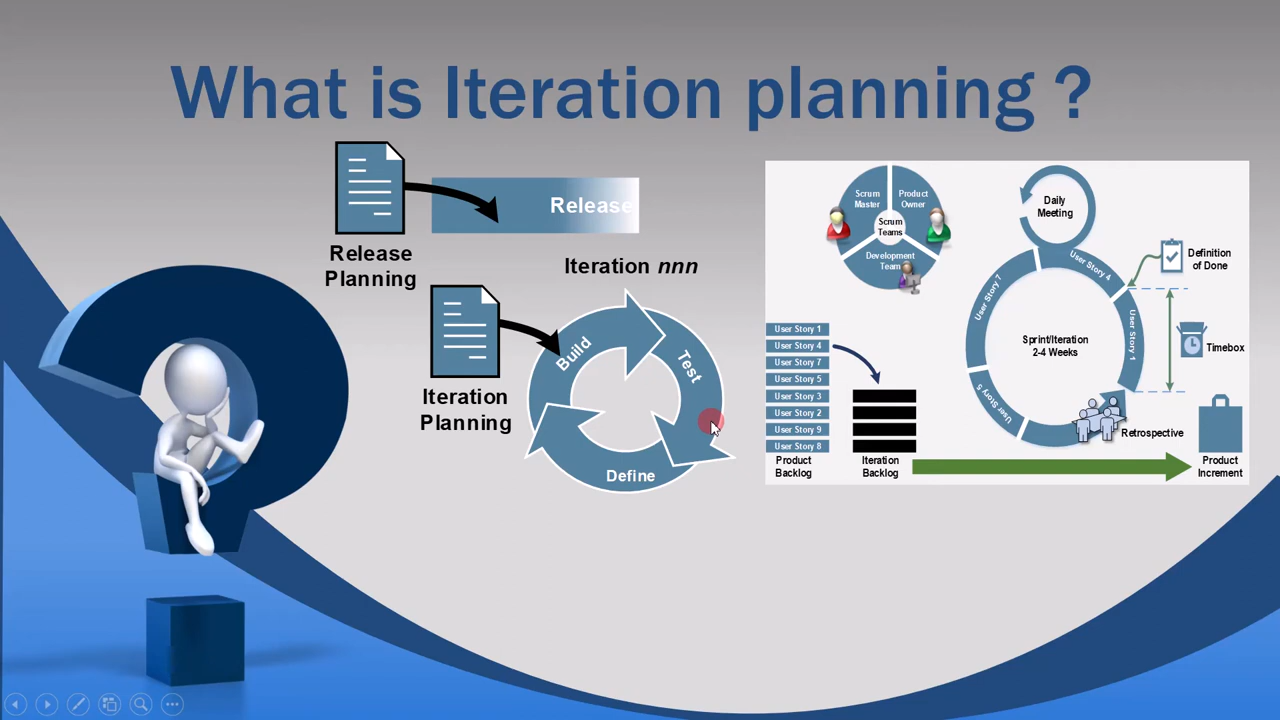 What is Iteration planning ?
Release
Release
Planning
Iteration nnn
Build
Test
Define
Iteration
Planning
Scrum
Master
Product
Owner
Scrum
Teams
Development
Team
User Story 1
User Story 4
User Story 7
User Story 5
User Story 3
User Story 2
User Story 9
User Story 8
Product
Backlog
Iteration
Backlog
Daily
Meeting
Definition
of Done
User Story 7
User Story 4
User Story 1
User Story 5
Sprint/Iteration
2-4 Weeks
Timebox
Retrospective
Product
Increment